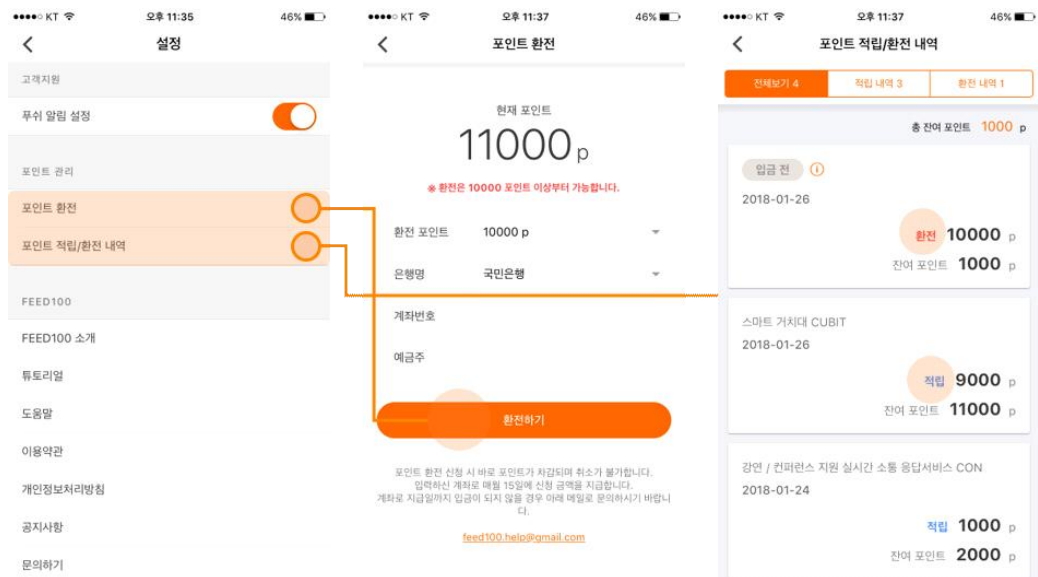 KT 오후 11:35 46%
설정
고객지원
푸쉬 알림 설정
포인트 관리
포인트 환전
포인트 적립/환전 내역
FEED100
FEED100 소개
튜토리얼
도움말
이용약관
개인정보처리방침
공지사항
문의하기
KT 오후 11:37 46%
포인트 환전
현재 포인트
11000 p
※ 환전은 10000 포인트 이상부터 가능합니다.
환전 포인트 10000 p
은행명 국민은행
계좌번호
예금주
환전하기
포인트 환전 신청 시 바로 포인트가 차감되며 취소가 불가합니다.
입력하신 계좌로 매월 15일에 신청 금액을 지급합니다.
계좌로 지급일까지 입금이 되지 않을 경우 아래 메일로 문의하시기 바랍니
다.
feed100.help@gmail.com
KT 오후 11:37 46%
포인트 적립/환전 내역
전체보기 4 적립 내역 3 환전 내역 1
총 잔여 포인트 1000 p
입금 전
2018-01-26
환전 10000 p
잔여 포인트 1000 p
스마트 거치대 CUBIT
2018-01-26
적립 9000 p
잔여 포인트 11000 p
강연 / 컨퍼런스 지원 실시간 소통 응답서비스 CON
2018-01-24
적립 1000 p
잔여 포인트 2000 p